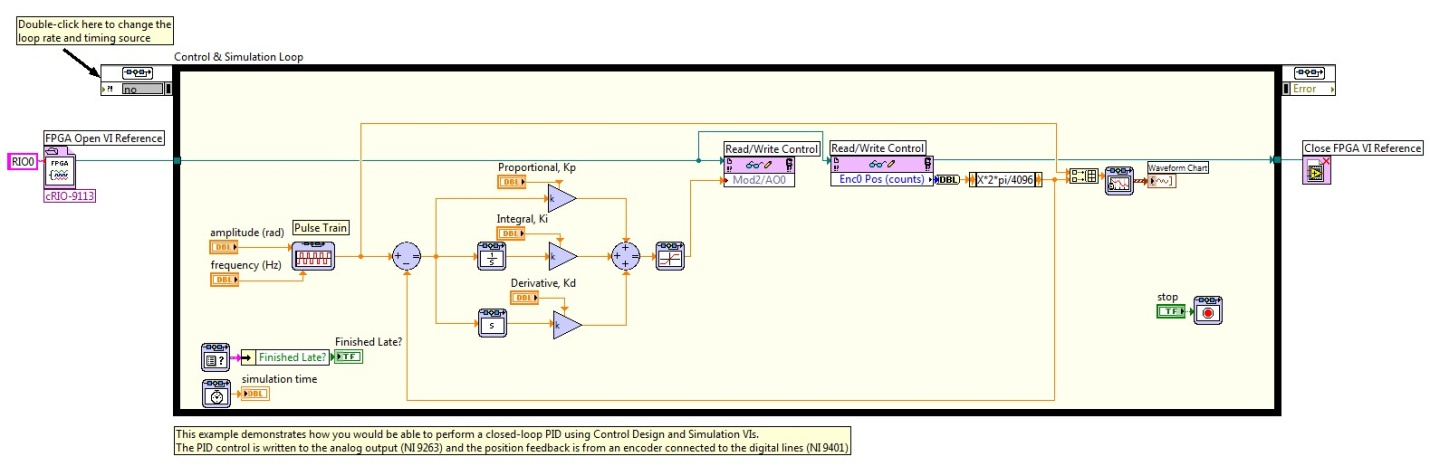 Double-click here to change the
loop rate and timing source
Control & Simulation Loop
?!
no
Error
FPGA Open VI Reference
RIO0
FPGA
cRIO-9113
Read/Write Control
Mod2/AO0
Read/Write Control
Enc0 Pos (counts)
DBL
X*2*pi/4096
Waveform Chart
Close FPGA VI Reference
Proportional, Kp
DBL
k
Integral, Ki
DBL
1/s
k
Derivative, Kd
DBL
s
k
amplitude (rad)
DBL
frequency (Hz)
DBL
Pulse Train
stop
TF
Finished Late?
Finished Late?
TF
simulation time
DBL
This example demonstrates how you would be able to perform a closed-loop PID using Control Design and Simulation VIs.
The PID control is written to the analog output (NI 9263) and the position feedback is from an encoder connected to the digital lines (NI 9401)